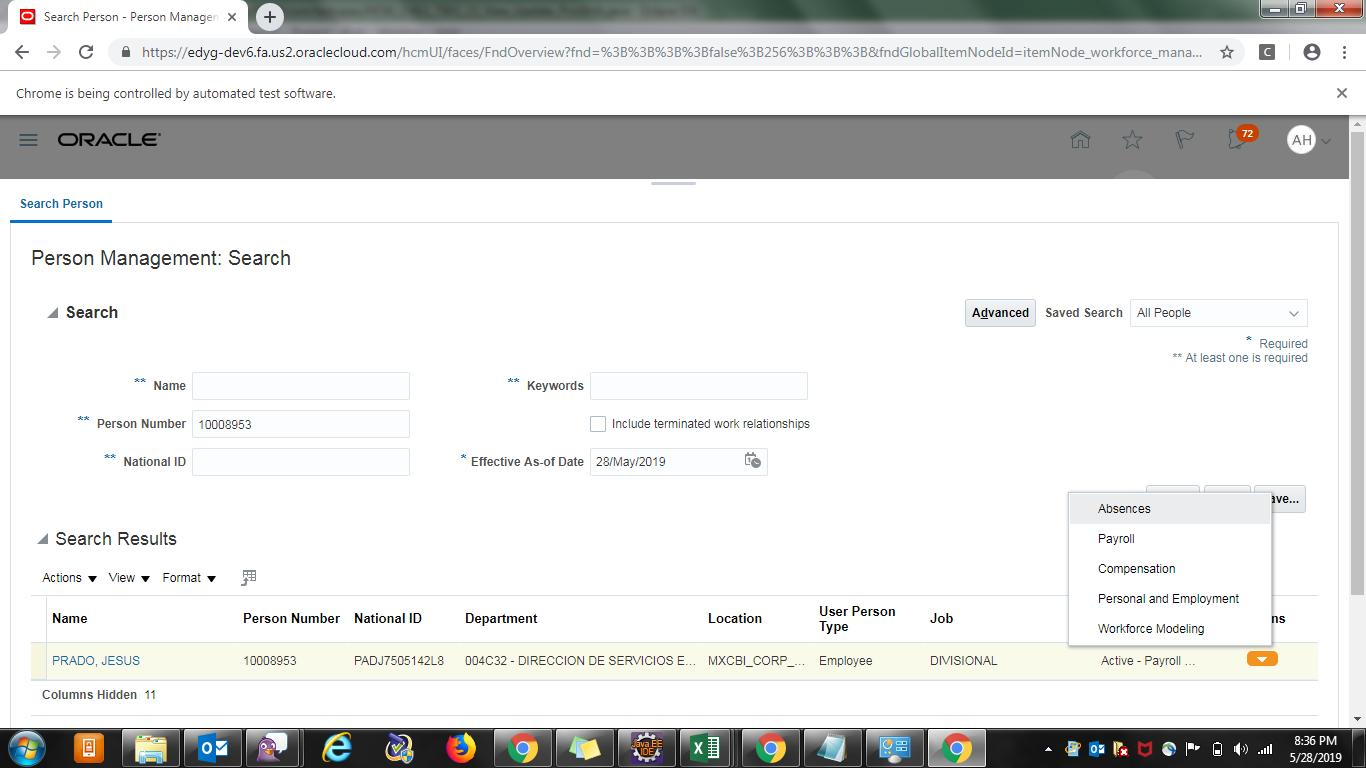 Search Person - Person Managem
https://edyg-dev6.fa.us2.oraclecloud.com/hcmUI/faces/FndOverview?fnd=%3B%3B%3B%3Bfalse%3B256%3B%3B%3B&fndGlobalItemNodeId=itemNode_workforce_mana...
Chrome is being controlled by automated test software.
ORACLE
72
AH
Search Person
Person Management: Search
Search
Advanced Saved Search All People
* Required
** At least one is required
** Name
** Keywords
** Person Number 10008953
Include terminated work relationships
** National ID
* Effective As-of Date 28/May/2019
ave...
Absences
Payroll
Compensation
Personal and Employment
Workforce Modeling
Search Results
Actions View Format
Name Person Number National ID Department Location User Person Type Job ns
PRADO, JESUS 10008953 PADJ7505142L8 004C32 - DIRECCION DE SERVICIOS E... MXCBI_CORP_... Employee DIVISIONAL Active - Payroll ...
Columns Hidden 11
8:36 PM
5/28/2019